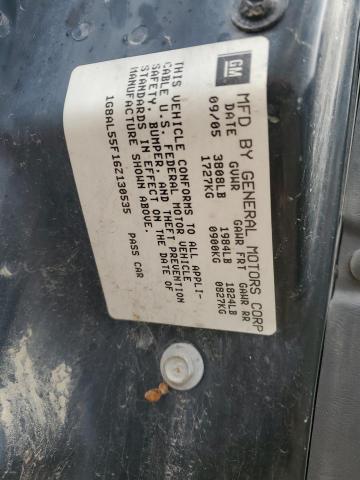 GM
MFD BY GENERAL MOTORS CORP
DATE GVWR GAWR FRT GAWR RR
09/05 3808LB 1984LB 1824LB
1727KG 0900KG 0827KG
THIS VEHICLE CONFORMS TO ALL APPLI-
CABLE U.S. FEDERAL MOTOR VEHICLE
SAFETY, BUMPER, AND THEFT PREVENTION
STANDARDS IN EFFECT ON THE DATE OF
MANUFACTURE SHOWN ABOVE.
1G8AL55F16Z130535 PASS CAR